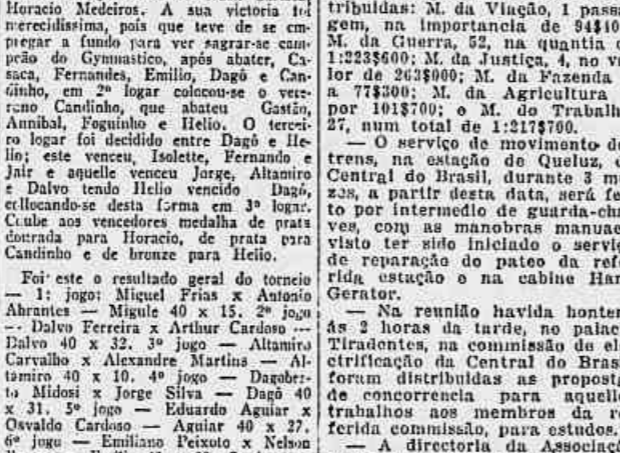 Horacio Medeiros. A sua victoria foi
merecidissima, pois que teve de se em-
pregar a fundo para ver sagrar-se cam-
peão do Gymnastico, após abater, Ca-
saca, Fernandes, Emilio, Dagô e Can-
dinho, em 2º logar colocou-se o vete-
rano Candinho, que abateu Gastão,
Annibal, Foguinho e Helio. O tercei-
ro logar foi decidido entre Dagô e He-
lio; este venceu, Isolette, Fernando e
Jair e aquelle venceu Jorge, Altamiro
e Dalvo tendo Helio vencido Dagô,
collocando-se desta fórma em 3º logar.
Coube aos vencedores medalha de prata
dourada para Horacio, de prata para
Candinho e de bronze para Helio.
Foi este o resultado geral do torneio
— 1: jogo: Miguel Frias x Antonio
Abrantes — Migule 40 x 15. 2º jogo
-- Dalvo Ferreira x Arthur Cardoso —
Dalvo 40 x 32. 3º jogo — Altamiro
Carvalho x Alexandre Martins — Al-
tamiro 40 x 10. 4º jogo — Dagober-
to Midosi x Jorge Silva — Dagô 40
x 31. 5º jogo — Eduardo Aguiar x
Osvaldo Cardoso — Aguiar 40 x 27.
6º jogo — Emiliano Peixoto x Nelson
tribuidas: M. da Viação, 1 passa
gem, na importancia de 94$40
M. da Guerra, 52, na quantia d
1:323$600; M. da Justiça, 4, no va
lor de 263$000; M. da Fazenda
a 77$300; M. da Agricultura
por 101$700; e M. do Trabalh
27, num total de 1:217$700.
— O serviço de movimento de
trens, na estação de Queluz, d
Central do Brasil, durante 3 me
zes, a partir desta data, será fei
to por intermedio de guarda-cha
ves, com as manobras manuae
visto ter sido iniciado o serviç
de reparação do pateo da refe
rida estação e na cabine Han
Gerator.
— Na reunião havida honten
ás 2 horas da tarde, no palac
Tiradentes, na commissão de el
ctrificação da Central do Bras
foram distribuidas as proposta
de concorrencia para aquelle
trabalhos aos membros da re
ferida commissão, para estudos.
— A directoria da Associaçã